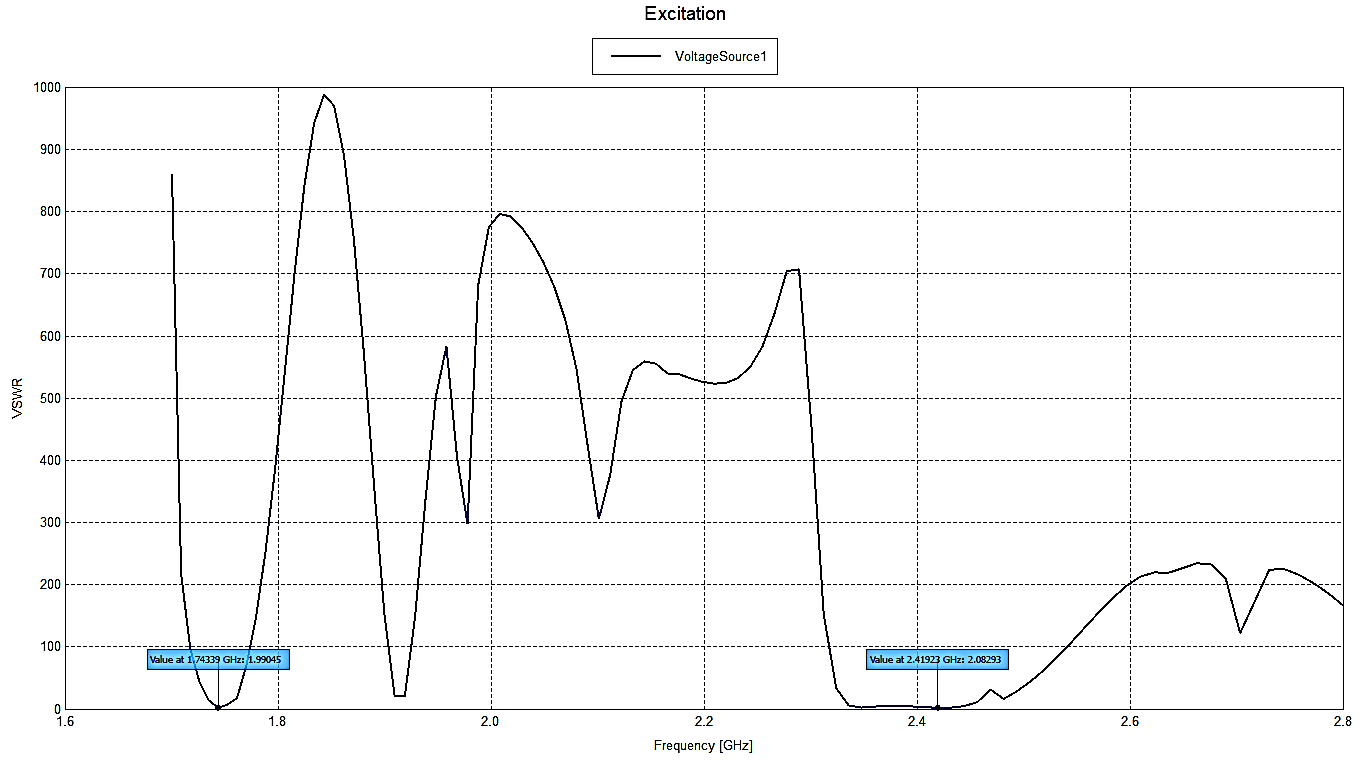 Excitation
VoltageSource1
1000
900
800
700
600
500
400
300
200
100
0
VSWR
Value at 1.74339 GHz: 1.99045
Value at 2.41923 GHz: 2.08293
1.6 1.8 2.0 2.2 2.4 2.6 2.8
Frequency [GHz]